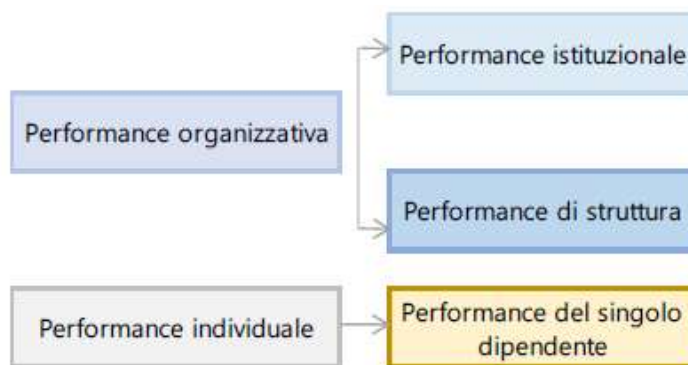 Performance istituzionale
Performance organizzativa
Performance di struttura
Performance individuale
Performance del singolo
dipendente